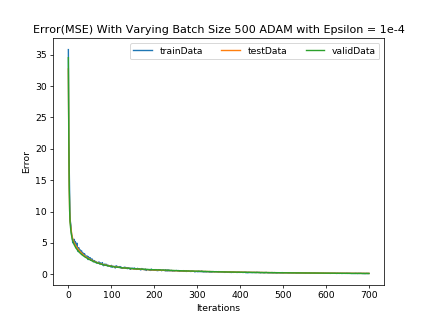 Error(MSE) With Varying Batch Size 500 ADAM with Epsilon = 1e-4
trainData testData validData
35
30
25
20
15
10
5
0
Error
0 100 200 300 400 500 600 700
Iterations